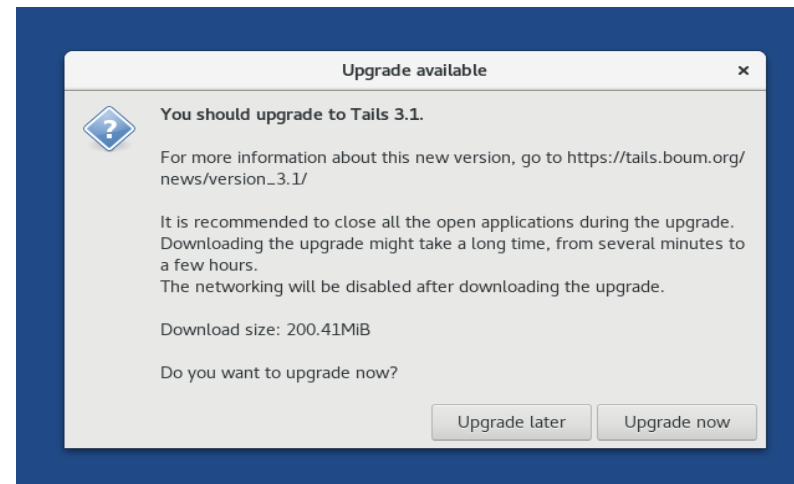 Upgrade available
You should upgrade to Tails 3.1.
For more information about this new version, go to https://tails.boum.org/
news/version_3.1/
It is recommended to close all the open applications during the upgrade.
Downloading the upgrade might take a long time, from several minutes to
a few hours.
The networking will be disabled after downloading the upgrade.
Download size: 200.41MiB
Do you want to upgrade now?
Upgrade later
Upgrade now